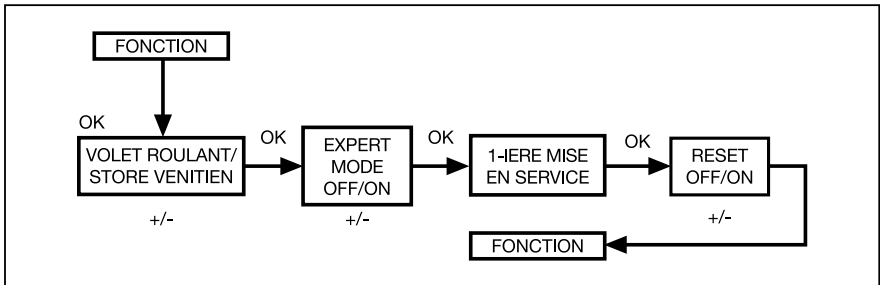 FONCTION
OK
VOLET ROULANT/
STORE VENITIEN
+/-
OK
EXPERT
MODE
OFF/ON
+/-
OK
1-IERE MISE
EN SERVICE
OK
RESET
OFF/ON
+/-
FONCTION